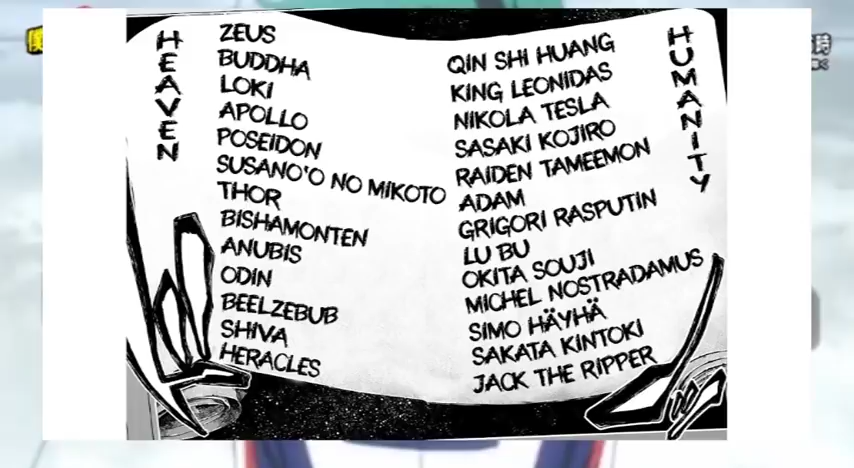 HEAVEN
ZEUS
BUDDHA
LOKI
APOLLO
POSEIDON
SUSANO'O NO MIKOTO
THOR
BISHAMONTEN
ANUBIS
ODIN
BEELZEBUB
SHIVA
HERACLES
HUMANITY
QIN SHI HUANG
KING LEONIDAS
NIKOLA TESLA
SASAKI KOJIRO
RAIDEN TAMEEMON
ADAM
GRIGORI RASPUTIN
LU BU
OKITA SOUJI
MICHEL NOSTRADAMUS
SIMO HÄYHÄ
SAKATA KINTOKI
JACK THE RIPPER
僕
時